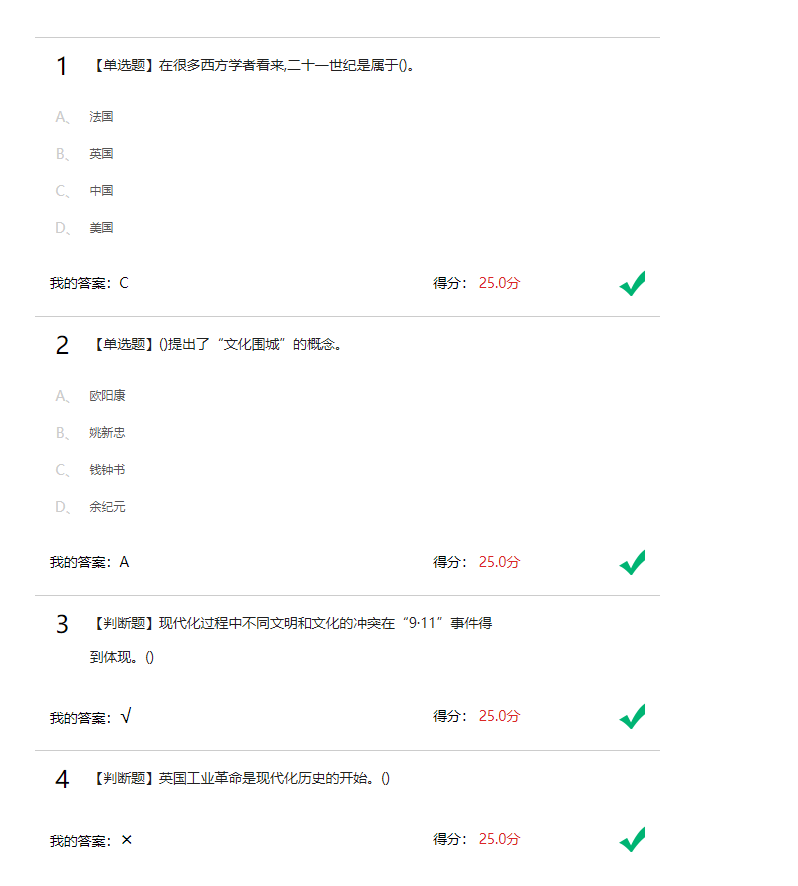 1 【单选题】在很多西方学者看来,二十一世纪是属于()。
A、 法国
B、 英国
C、 中国
D、 美国
我的答案：C 得分： 25.0分
2 【单选题】()提出了“文化围城”的概念。
A、 欧阳康
B、 姚新忠
C、 钱钟书
D、 余纪元
我的答案：A 得分： 25.0分
3 【判断题】现代化过程中不同文明和文化的冲突在“9·11”事件得
到体现。()
我的答案：√ 得分： 25.0分
4 【判断题】英国工业革命是现代化历史的开始。()
我的答案：× 得分： 25.0分